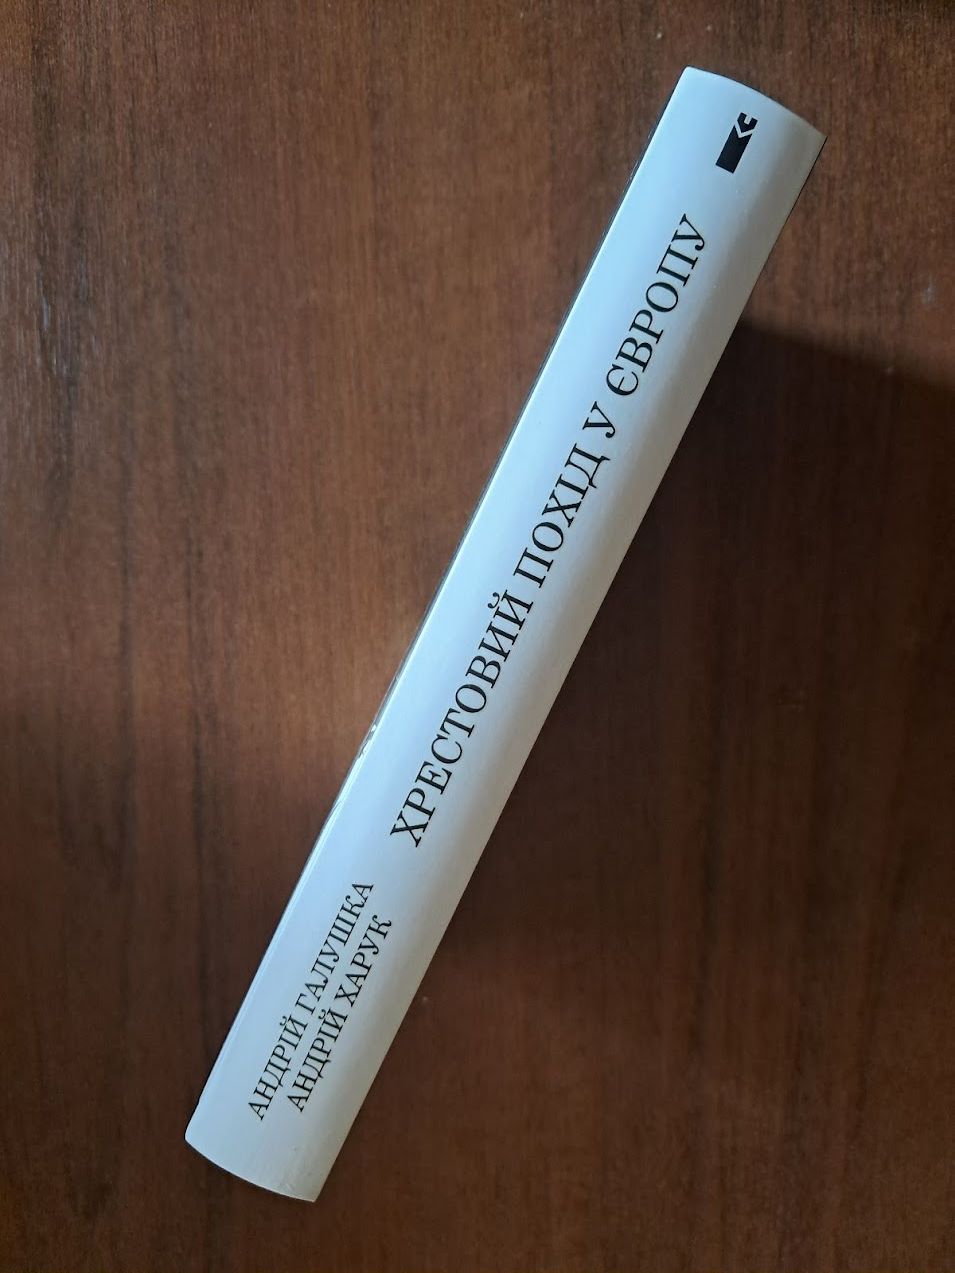 АНДРІЙ ГАЛУШКА
АНДРІЙ ХАРУК
ХРЕСТОВИЙ ПОХІД У ЄВРОПУ